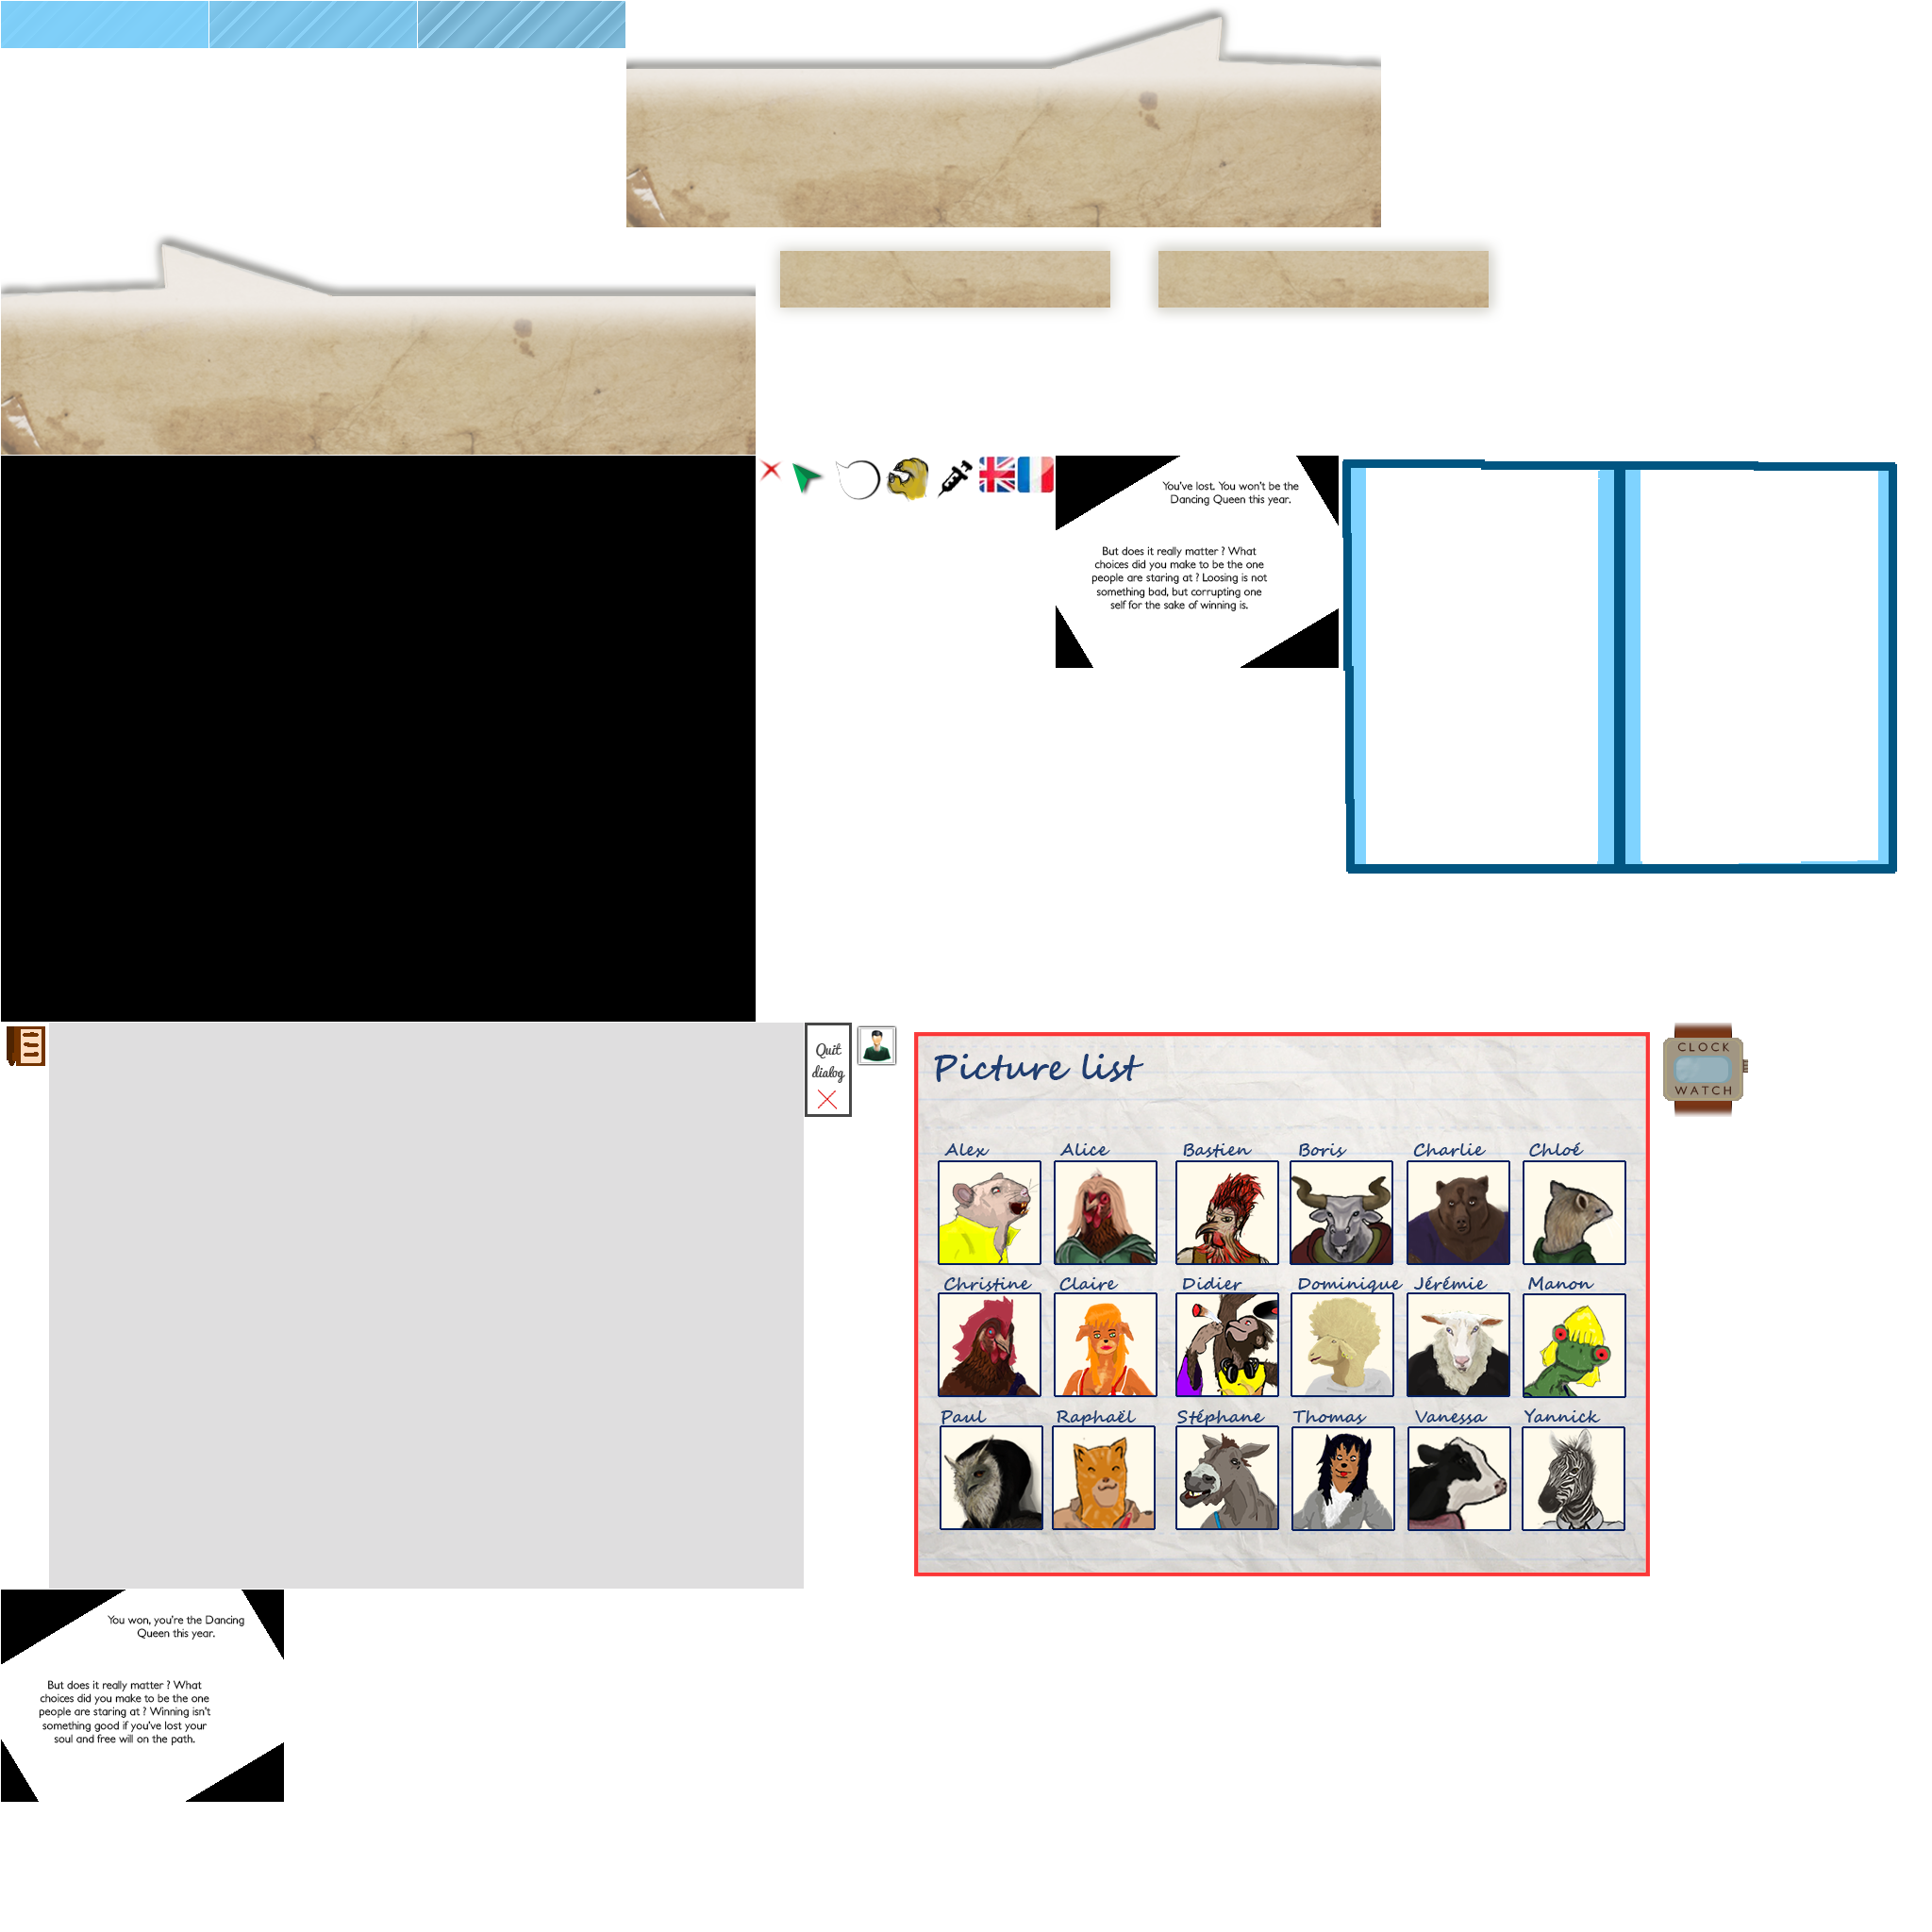 You've lost. You won't be the
Dancing Queen this year.
But does it really matter ? What
choices did you make to be the one
people are staring at ? Loosing is not
something bad, but corrupting one
self for the sake of winning is.
Quit
dialog
Picture list
Alex Alice Bastien Boris Charlie Chloé
Christine Claire Didier Dominique Jérémie Manon
Paul Raphaël Stéphane Thomas Vanessa Yannick
CLOCK
WATCH
You won, you're the Dancing
Queen this year.
But does it really matter ? What
choices did you make to be the one
people are staring at ? Winning isn't
something good if you've lost your
soul and free will on the path.